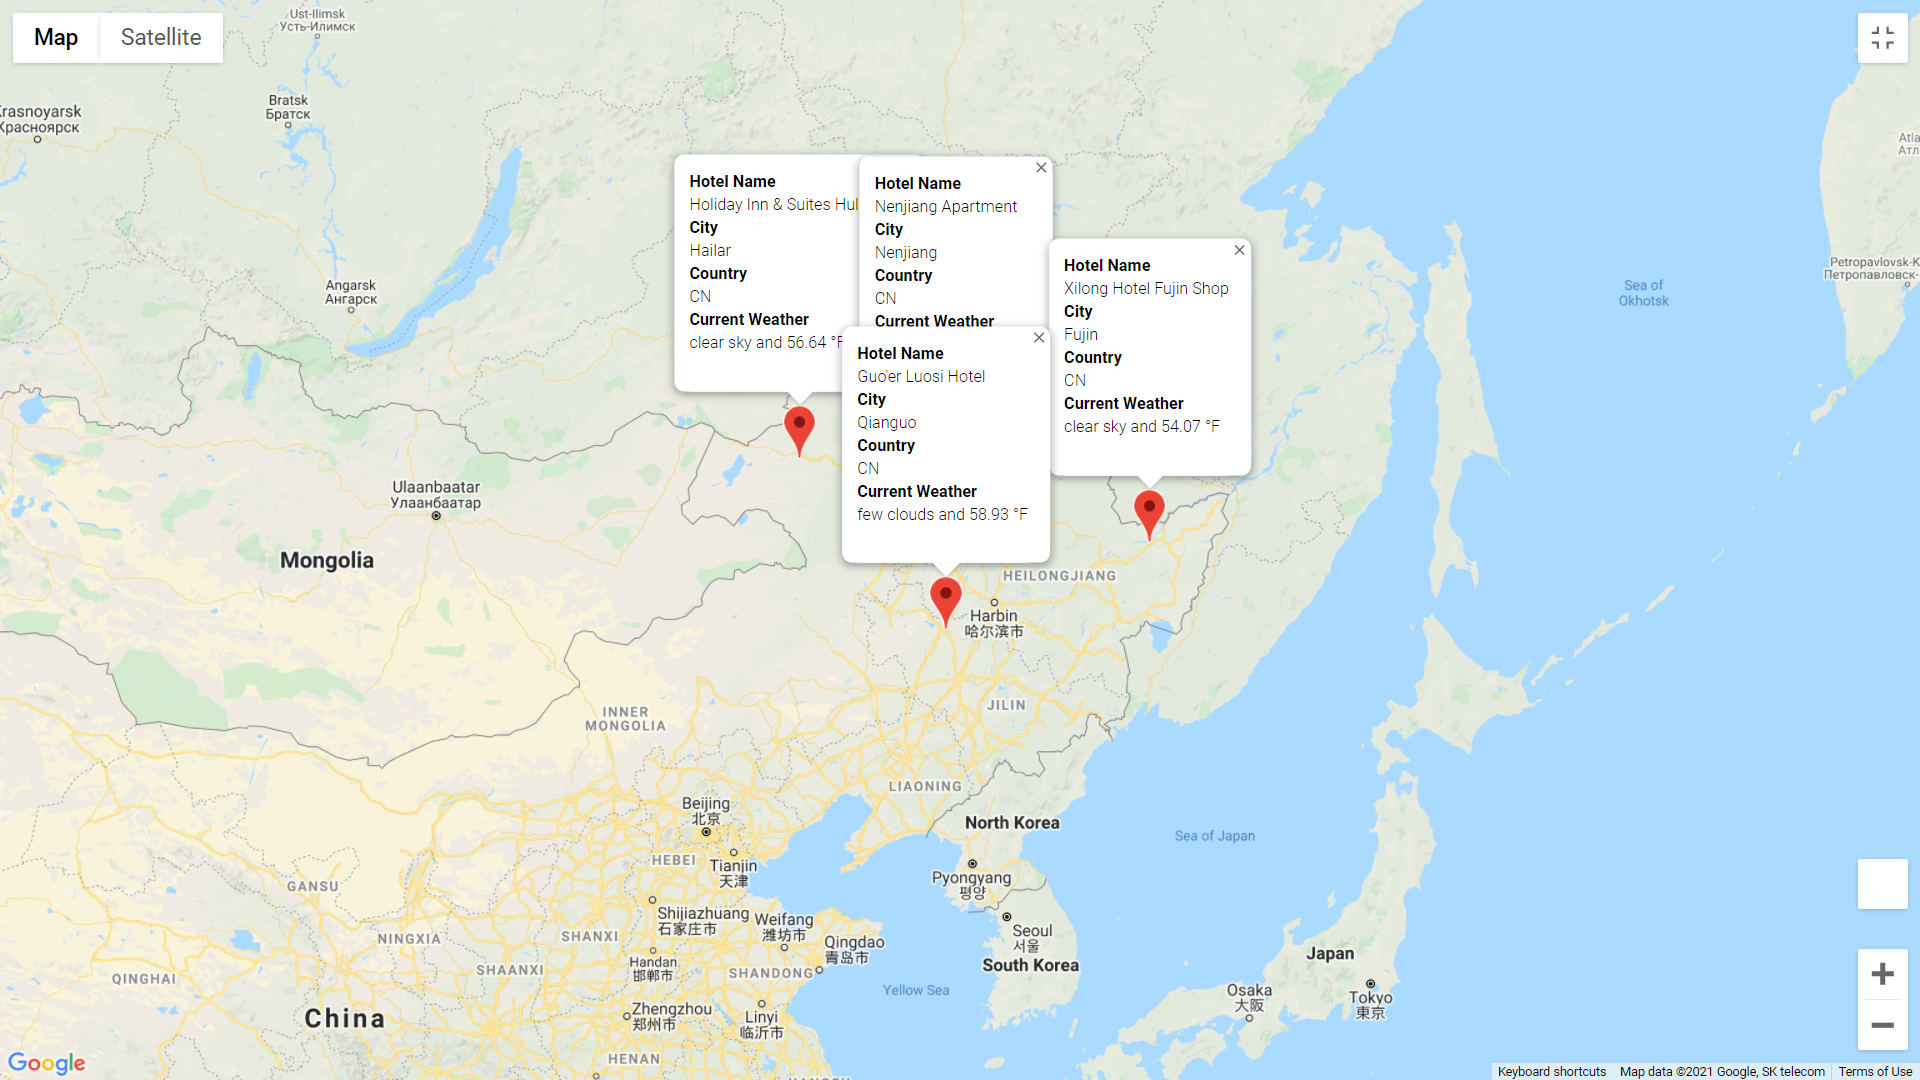 Map
Satellite
Ust-Ilimsk
Усть-Илимск
Bratsk
Братск
Красноярск
Angarsk
Ангарск
Hotel Name
Holiday Inn & Suites
City
Hailar
Country
CN
Current Weather
clear sky and 56.64 °F
Hotel Name
Nenjiang Apartment
City
Nenjiang
Country
CN
Current Weather
Hotel Name
Xilong Hotel Fujin Shop
City
Fujin
Country
CN
Current Weather
clear sky and 54.07 °F
Hotel Name
Guo'er Luosi Hotel
City
Qianguo
Country
CN
Current Weather
few clouds and 58.93 °F
Sea of
Okhotsk
Ulaanbaatar
Улаанбаатар
Mongolia
HEILONGJIANG
Harbin
哈尔滨市
INNER
MONGOLIA
JILIN
LIAONING
Beijing
北京
North Korea
Sea of Japan
HEBEI
Tianjin
天津
GANSU
Pyongyang
평양
Shijiazhuang
石家庄市
Weifang
潍坊市
Seoul
서울
NINGXIA
SHANXI
Qingdao
青岛市
Handan
邯郸市
South Korea
Japan
SHAANXI
SHANDONG
QINGHAI
Yellow Sea
Osaka
大阪
Tokyo
東京
China
Zhengzhou
郑州市
Linyi
临沂市
HENAN
Google
Keyboard shortcuts
Map data ©2021 Google, SK telecom
Terms of Use